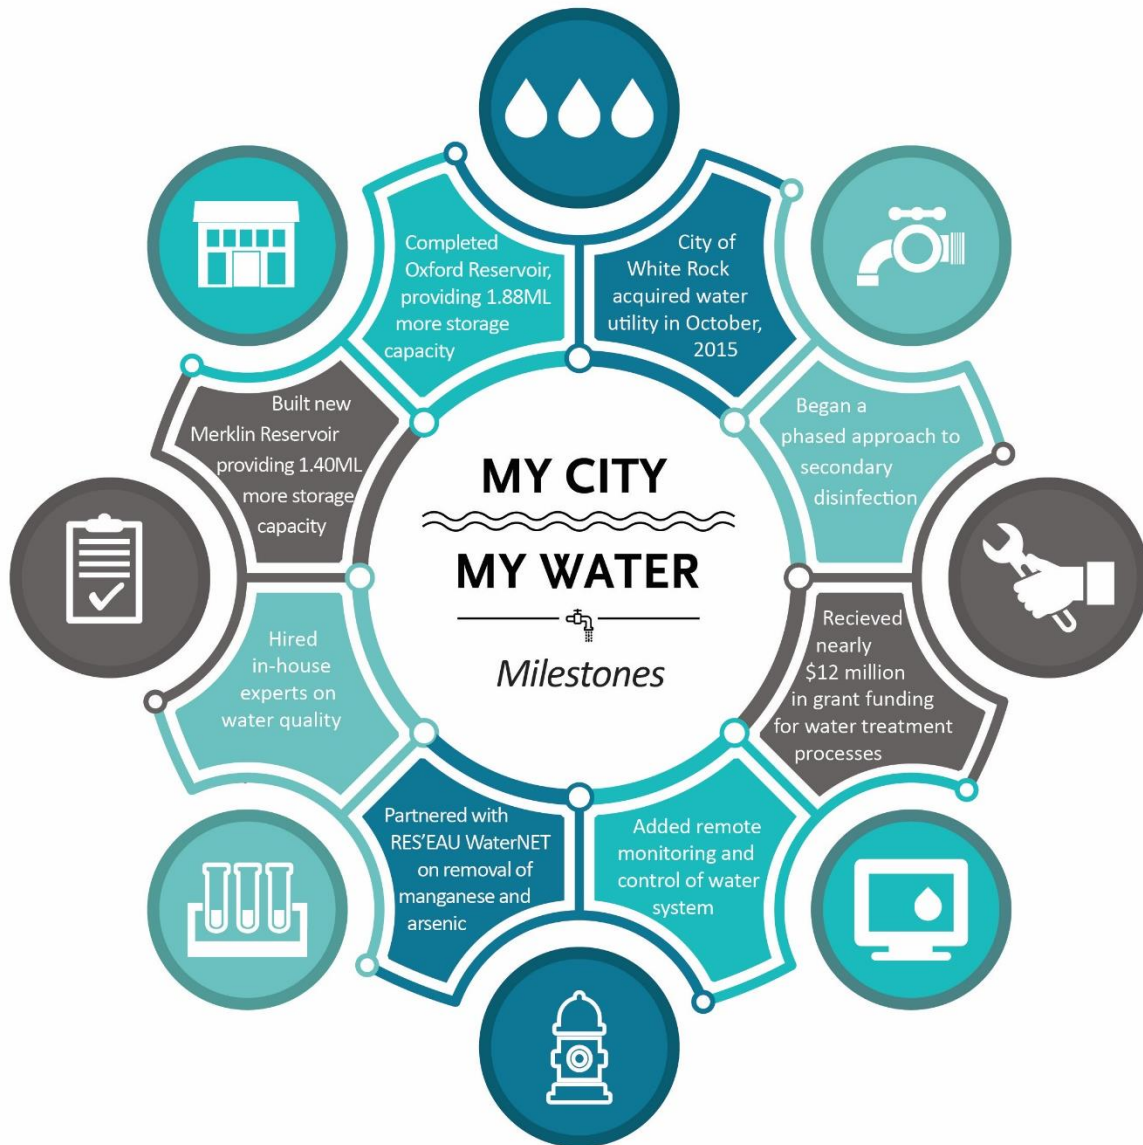 MY CITY
MY WATER
Milestones
City of
White Rock
acquired water
utility in October,
2015
Began a
phased approach to
secondary
disinfection
Recieved
nearly
$12 million
in grant funding
for water treatment
processes
Added remote
monitoring and
control of water
system
Partnered with
RES'EAU WaterNET
on removal of
manganese and
arsenic
Hired
in-house
experts on
water quality
Built new
Merklin Reservoir
providing 1.40ML
more storage
capacity
Completed
Oxford Reservoir,
providing 1.88ML
more storage
capacity